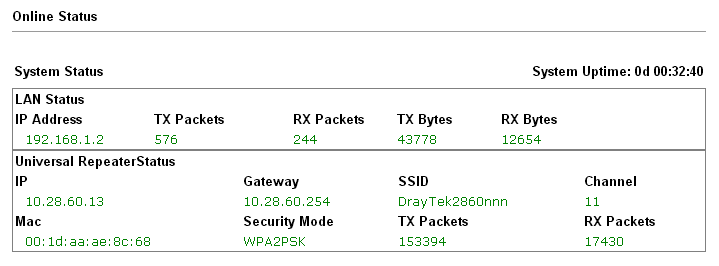 Online Status
System Status System Uptime: 0d 00:32:40
LAN Status
IP Address TX Packets RX Packets TX Bytes RX Bytes
192.168.1.2 576 244 43778 12654
Universal RepeaterStatus
IP Gateway SSID Channel
10.28.60.13 10.28.60.254 DrayTek2860nnn 11
Mac Security Mode TX Packets RX Packets
00:1d:aa:ae:8c:68 WPA2PSK 153394 17430